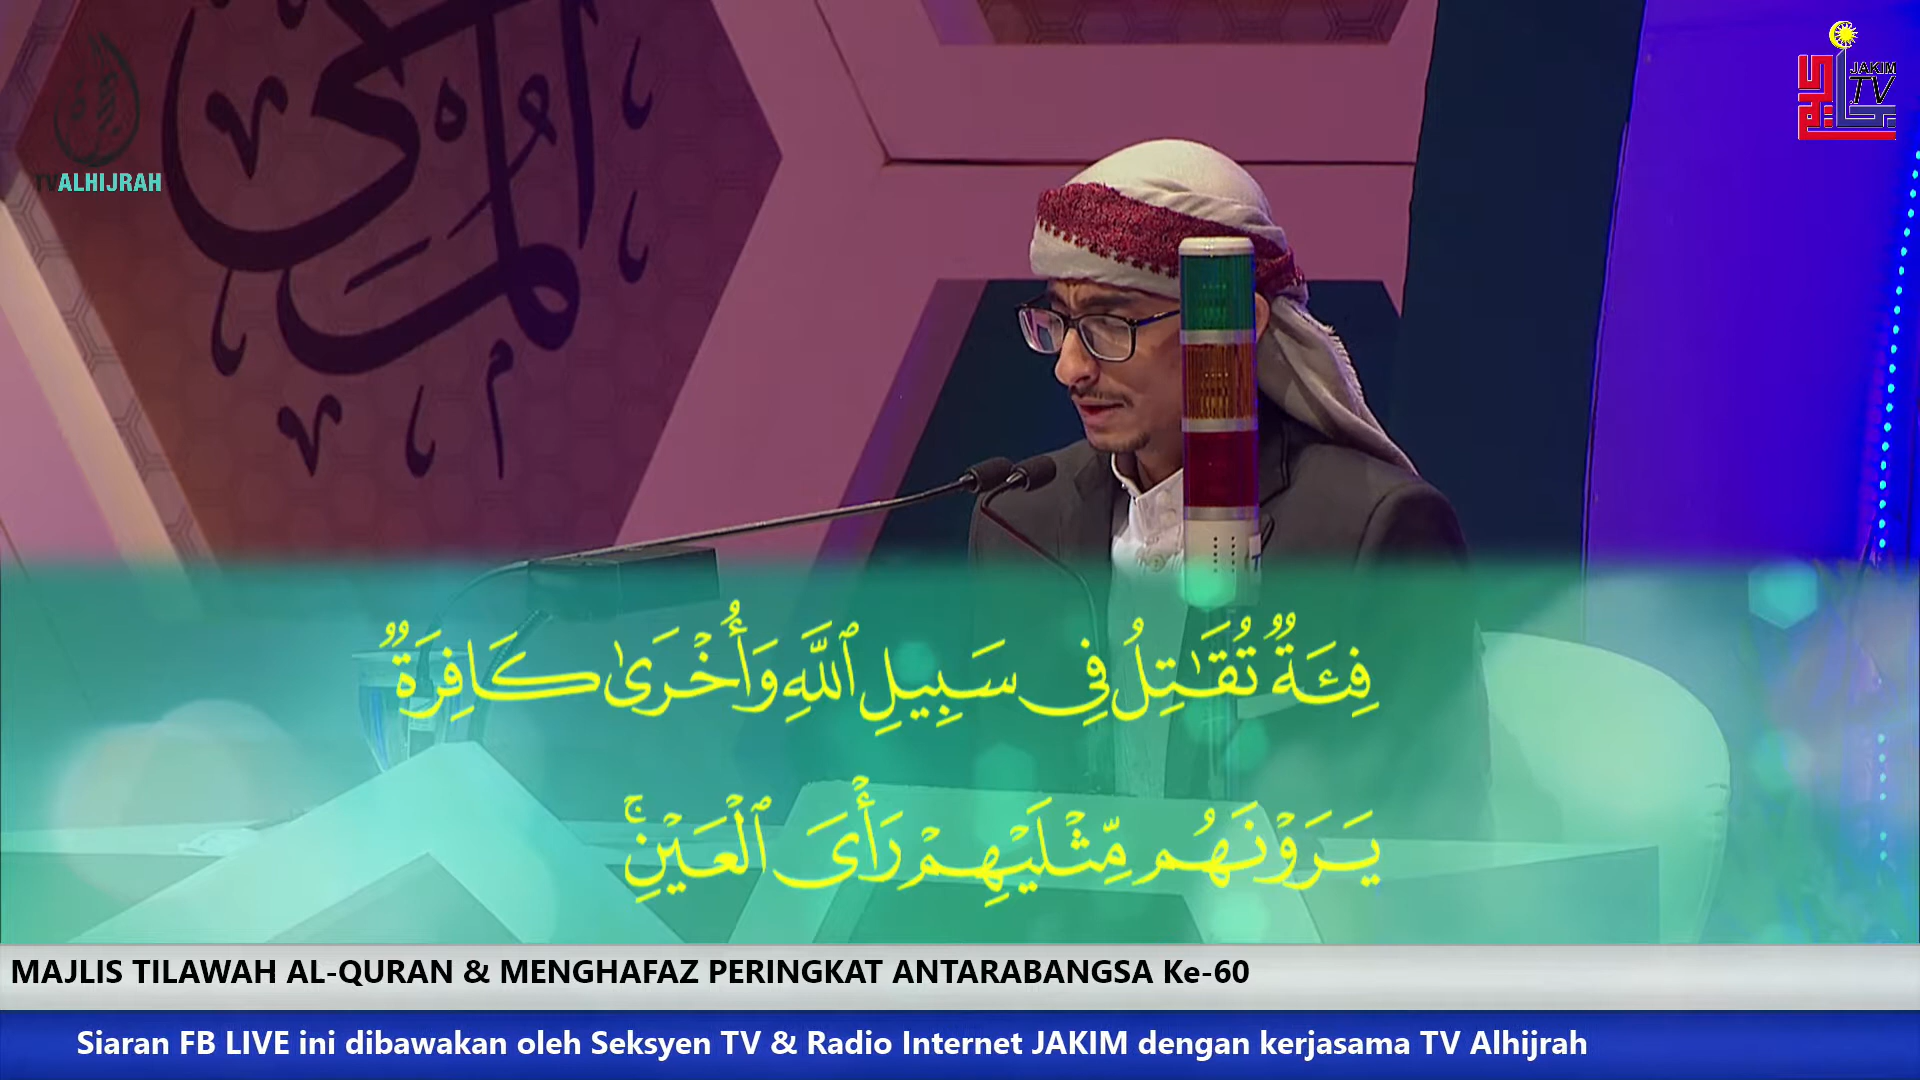 TVALHIJRAH
JAKIM
TV
فِئَةٌ تُقَٰتِلُ فِى سَبِيلِ ٱللَّهِ وَأُخْرَىٰ كَافِرَةٌ
يَرَوْنَهُم مِّثْلَيْهِمْ رَأْىَ ٱلْعَيْنِ ۚ
MAJLIS TILAWAH AL-QURAN & MENGHAFAZ PERINGKAT ANTARABANGSA Ke-60
Siaran FB LIVE ini dibawakan oleh Seksyen TV & Radio Internet JAKIM dengan kerjasama TV Alhijrah